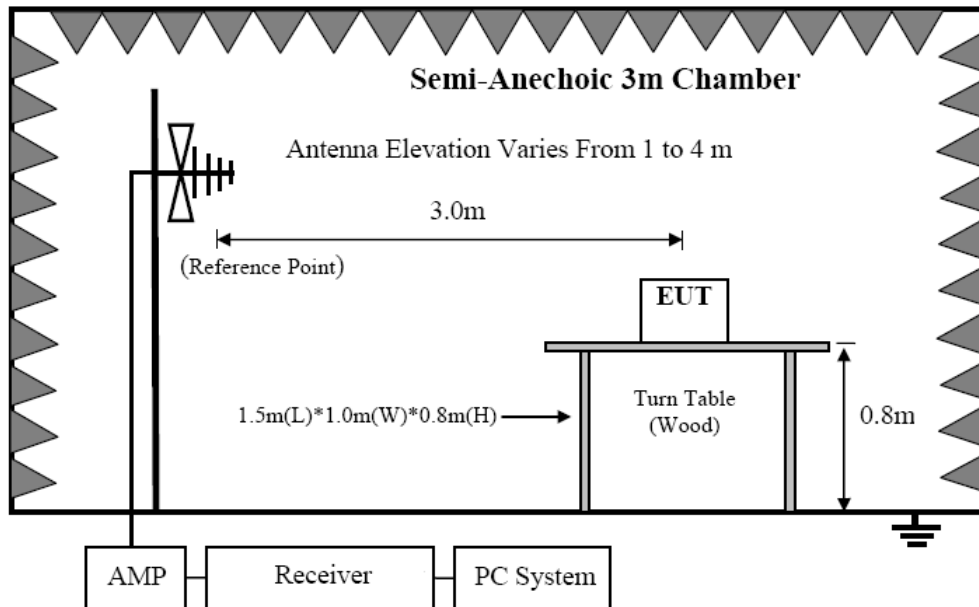 Semi-Anechoic 3m Chamber
Antenna Elevation Varies From 1 to 4 m
3.0m
(Reference Point)
EUT
1.5m(L)*1.0m(W)*0.8m(H)
Turn Table
(Wood)
0.8m
AMP
Receiver
PC System